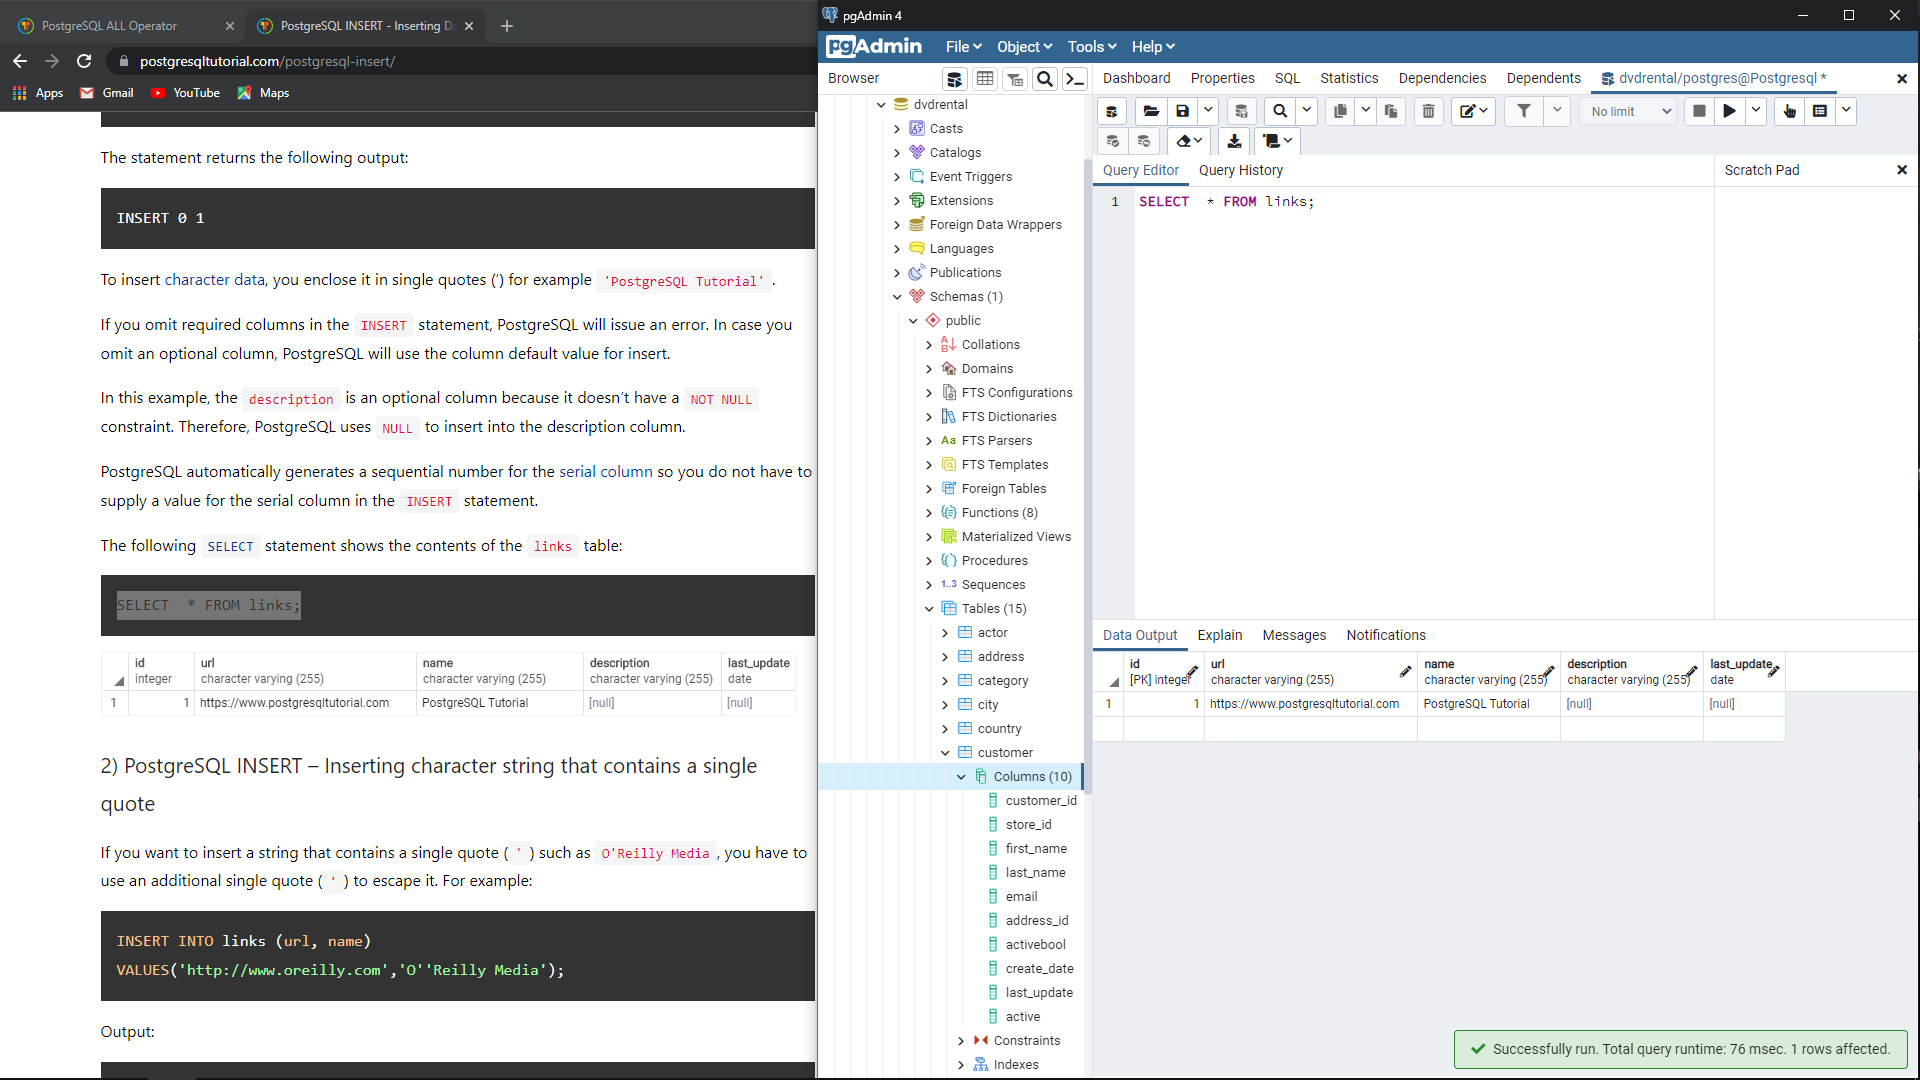 PostgreSQL ALL Operator
PostgreSQL INSERT - Inserting Da
postgresqltutorial.com/postgresql-insert/
Apps Gmail YouTube Maps
The statement returns the following output:
INSERT 0 1
To insert character data, you enclose it in single quotes (') for example 'PostgreSQL Tutorial' .
If you omit required columns in the INSERT statement, PostgreSQL will issue an error. In case you
omit an optional column, PostgreSQL will use the column default value for insert.
In this example, the description is an optional column because it doesn't have a NOT NULL
constraint. Therefore, PostgreSQL uses NULL to insert into the description column.
PostgreSQL automatically generates a sequential number for the serial column so you do not have to
supply a value for the serial column in the INSERT statement.
The following SELECT statement shows the contents of the links table:
SELECT * FROM links;
id url name description last_update
integer character varying (255) character varying (255) character varying (255) date
1 1 https://www.postgresqltutorial.com PostgreSQL Tutorial [null] [null]
2) PostgreSQL INSERT – Inserting character string that contains a single
quote
If you want to insert a string that contains a single quote ( ' ) such as O'Reilly Media , you have to
use an additional single quote ( ' ) to escape it. For example:
INSERT INTO links (url, name)
VALUES('http://www.oreilly.com','O''Reilly Media');
Output:
pgAdmin 4
pgAdmin File Object Tools Help
Browser
dvdrental
Casts
Catalogs
Event Triggers
Extensions
Foreign Data Wrappers
Languages
Publications
Schemas (1)
public
Collations
Domains
FTS Configurations
FTS Dictionaries
Aa FTS Parsers
FTS Templates
Foreign Tables
Functions (8)
Materialized Views
Procedures
1..3 Sequences
Tables (15)
actor
address
category
city
country
customer
Columns (10)
customer_id
store_id
first_name
last_name
email
address_id
activebool
create_date
last_update
active
Constraints
Indexes
Dashboard Properties SQL Statistics Dependencies Dependents dvdrental/postgres@Postgresql *
No limit
Query Editor Query History
Scratch Pad
1 SELECT * FROM links;
Data Output Explain Messages Notifications
id url name description last_update
[PK] integer character varying (255) character varying (255) character varying (255) date
1 1 https://www.postgresqltutorial.com PostgreSQL Tutorial [null] [null]
Successfully run. Total query runtime: 76 msec. 1 rows affected.